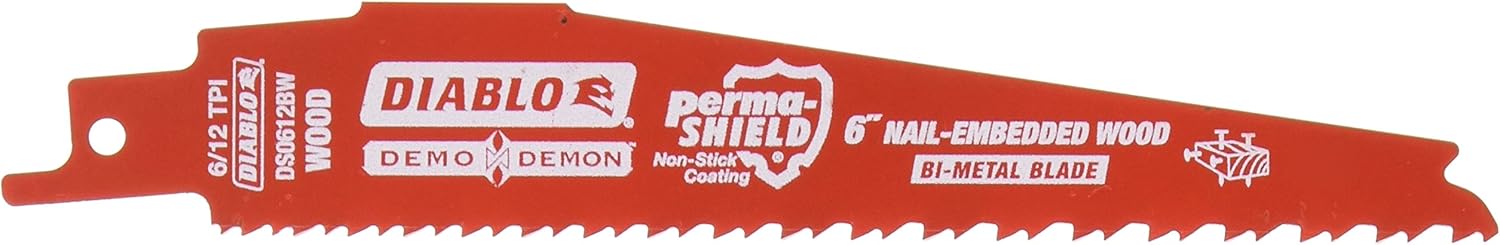 6/12 TPI
DIABLO
DS0612BW
WOOD
DIABLO®
DEMO DEMON™
perma-
SHIELD®
Non-Stick
Coating
6" NAIL-EMBEDDED WOOD
BI-METAL BLADE